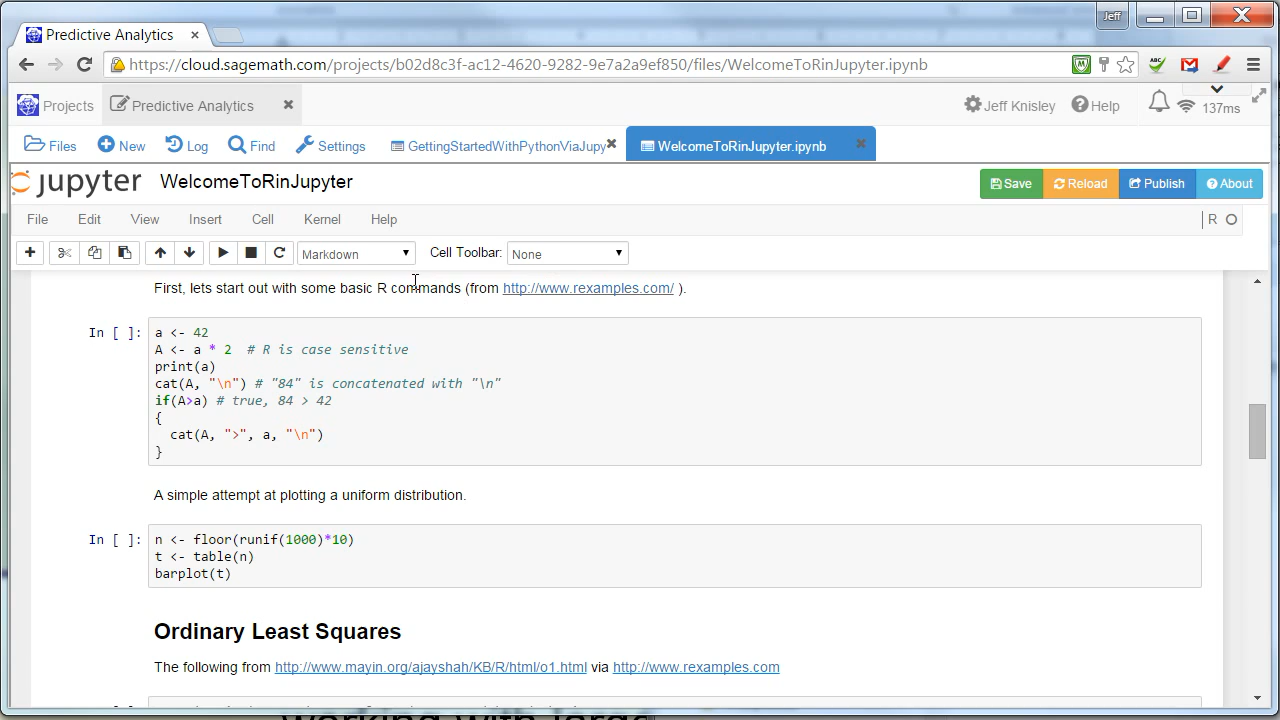 Jeff
Predictive Analytics
https://cloud.sagemath.com/projects/b02d8c3f-ac12-4620-9282-9e7a2a9ef850/files/WelcomeToRinJupyter.ipynb
Projects Predictive Analytics Jeff Knisley Help 137ms
Files New Log Find Settings GettingStartedWithPythonViaJupy WelcomeToRinJupyter.ipynb
jupyter WelcomeToRinJupyter Save Reload Publish About
File Edit View Insert Cell Kernel Help R
Markdown Cell Toolbar: None
First, lets start out with some basic R commands (from http://www.rexamples.com/ ).
In [ ]: a <- 42
A <- a * 2  # R is case sensitive
print(a)
cat(A, "\n") # "84" is concatenated with "\n"
if(A>a) # true, 84 > 42
{
cat(A, ">", a, "\n")
}
A simple attempt at plotting a uniform distribution.
In [ ]: n <- floor(runif(1000)*10)
t <- table(n)
barplot(t)
Ordinary Least Squares
The following from http://www.mayin.org/ajayshah/KB/R/html/o1.html via http://www.rexamples.com